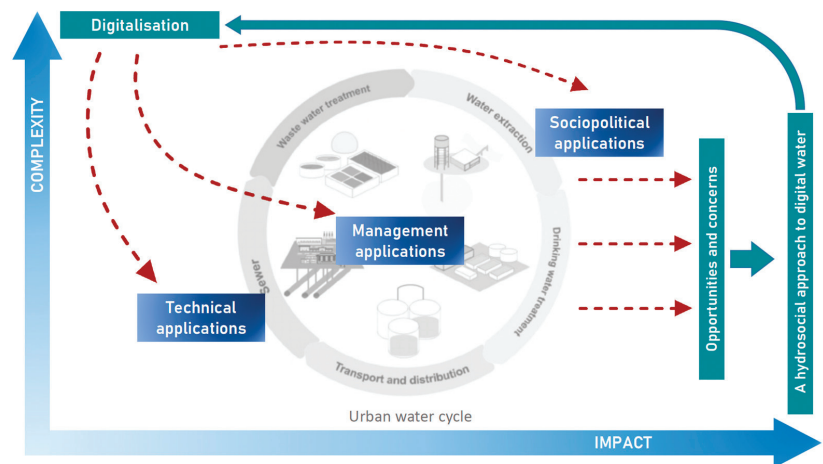 Digitalisation
COMPLEXITY
Waste water treatment
Water extraction
Sociopolitical
applications
Management
applications
Sewer
Drinking water treatment
Technical
applications
Transport and distribution
Urban water cycle
IMPACT
Opportunities and concerns
A hydrosocial approach to digital water